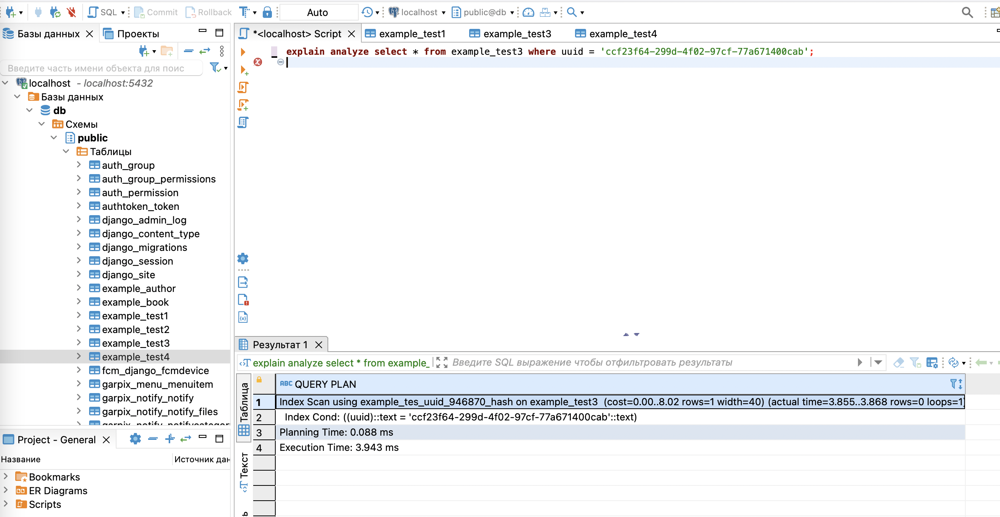 SQL Commit Rollback Auto localhost public@db
Базы данных Проекты
*<localhost> Script example_test1 example_test3 example_test4
explain analyze select * from example_test3 where uuid = 'ccf23f64-299d-4f02-97cf-77a671400cab';
Введите часть имени объекта для поис
localhost - localhost:5432
Базы данных
db
Схемы
public
Таблицы
auth_group
auth_group_permissions
auth_permission
authtoken_token
django_admin_log
django_content_type
django_migrations
django_session
django_site
example_author
example_book
example_test1
example_test2
example_test3
example_test4
fcm_django_fcmdevice
garpix_menu_menuitem
garpix_notify_notify
garpix_notify_notify_files
Project - General
Название Источник дан
Bookmarks
ER Diagrams
Scripts
Результат 1
explain analyze select * from example_ Введите SQL выражение чтобы отфильтровать результаты
Таблица
Текст
ABC QUERY PLAN
1 Index Scan using example_tes_uuid_946870_hash on example_test3 (cost=0.00..8.02 rows=1 width=40) (actual time=3.855..3.868 rows=0 loops=1)
2 Index Cond: ((uuid)::text = 'ccf23f64-299d-4f02-97cf-77a671400cab'::text)
3 Planning Time: 0.088 ms
4 Execution Time: 3.943 ms